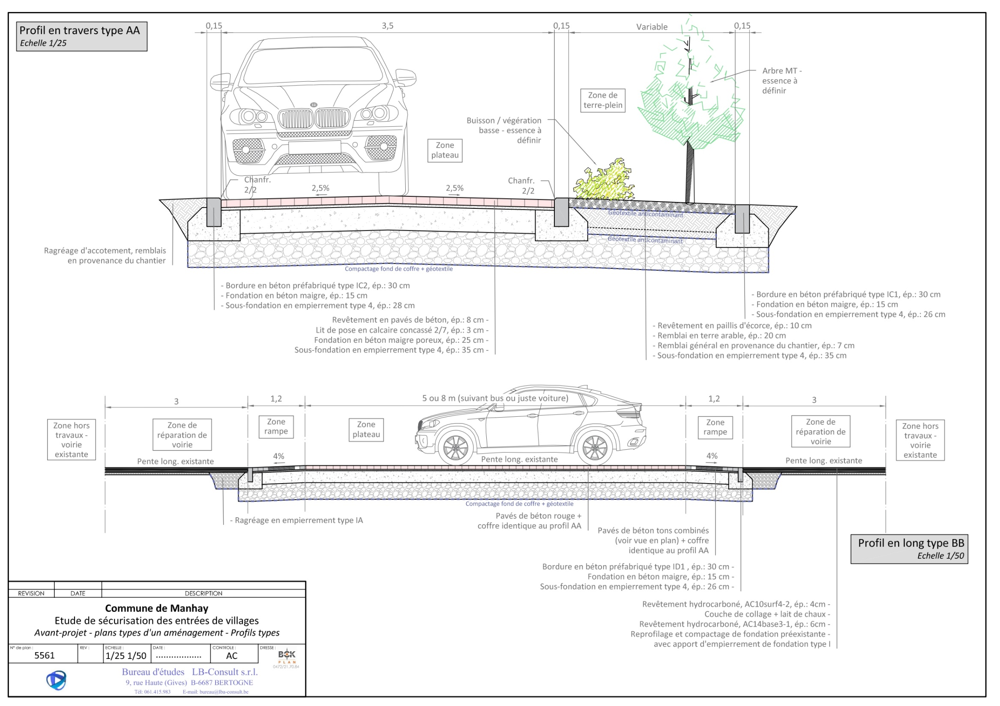 Profil en travers type AA
Echelle 1/25
0,15
3,5
0,15
Variable
0,15
Arbre MT -
essence à
définir
Zone de
terre-plein
Buisson / végération
basse - essence à
définir
Zone
plateau
Chanfr.
2/2
2,5%
2,5%
Chanfr.
2/2
Géotextile anticontaminant
Géotextile anticontaminant
Ragréage d'accotement, remblais
en provenance du chantier
Compactage fond de coffre + géotextile
- Bordure en béton préfabriqué type IC2, ép.: 30 cm
- Fondation en béton maigre, ép.: 15 cm
- Sous-fondation en empierrement type 4, ép.: 28 cm
- Bordure en béton préfabriqué type IC1, ép.: 30 cm
- Fondation en béton maigre, ép.: 15 cm
- Sous-fondation en empierrement type 4, ép.: 26 cm
Revêtement en pavés de béton, ép.: 8 cm -
Lit de pose en calcaire concassé 2/7, ép.: 3 cm -
Fondation en béton maigre poreux, ép.: 25 cm -
Sous-fondation en empierrement type 4, ép.: 35 cm -
- Revêtement en paillis d'écorce, ép.: 10 cm
- Remblai en terre arable, ép.: 20 cm
- Remblai général en provenance du chantier, ép.: 7 cm
- Sous-fondation en empierrement type 4, ép.: 35 cm
3
1,2
5 ou 8 m (suivant bus ou juste voiture)
1,2
3
Zone hors
travaux -
voirie
existante
Zone de
réparation de
voirie
Zone
rampe
Zone
plateau
Zone
rampe
Zone de
réparation de
voirie
Zone hors
travaux -
voirie
existante
Pente long. existante
4%
Pente long. existante
4%
Pente long. existante
Compactage fond de coffre + géotextile
- Ragréage en empierrement type IA
Pavés de béton rouge +
coffre identique au profil AA
Pavés de béton tons combinés
(voir vue en plan) + coffre
identique au profil AA
Profil en long type BB
Echelle 1/50
Bordure en béton préfabriqué type ID1 , ép.: 30 cm -
Fondation en béton maigre, ép.: 15 cm -
Sous-fondation en empierrement type 4, ép.: 26 cm -
Revêtement hydrocarboné, AC10surf4-2, ép.: 4cm -
Couche de collage + lait de chaux -
Revêtement hydrocarboné, AC14base3-1, ép.: 6cm -
Reprofilage et compactage de fondation préexistante -
avec apport d'empierrement de fondation type I
REVISION DATE DESCRIPTION
Commune de Manhay
Etude de sécurisation des entrées de villages
Avant-projet - plans types d'un aménagement - Profils types
N° de plan : REV : ECHELLE : DATE : CONTROLE : DRESSE :
5561 1/25 1/50 .................. AC
BOK
PLAN
0472/21.70.84
Bureau d'études LB-Consult s.r.l.
9, rue Haute (Gives) B-6687 BERTOGNE
Tél: 061.415.983 E-mail: bureau@lba-consult.be